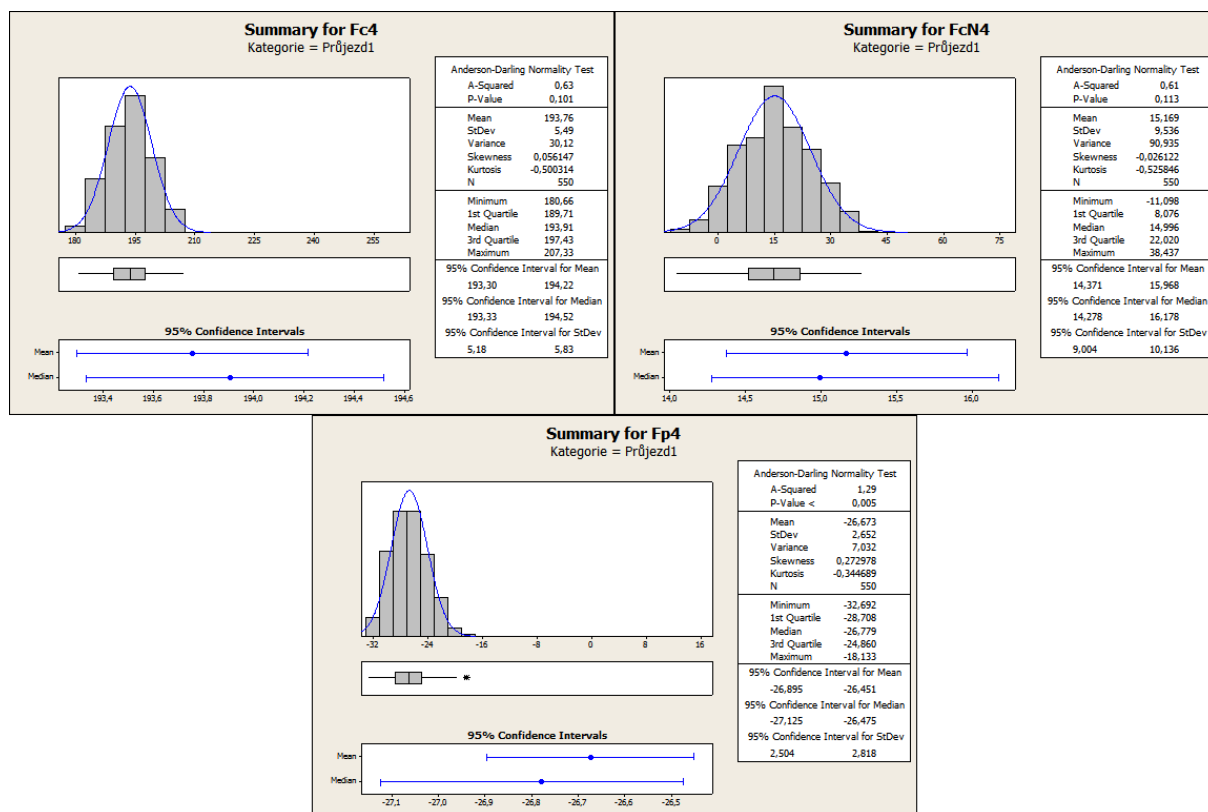 Summary for Fc4
Kategorie = Průjezd1
180 195 210 225 240 255
95% Confidence Intervals
Mean
Median
193,4 193,6 193,8 194,0 194,2 194,4 194,6
Anderson-Darling Normality Test
A-Squared 0,63
P-Value 0,101
Mean 193,76
StDev 5,49
Variance 30,12
Skewness 0,056147
Kurtosis -0,500314
N 550
Minimum 180,66
1st Quartile 189,71
Median 193,91
3rd Quartile 197,43
Maximum 207,33
95% Confidence Interval for Mean
193,30 194,22
95% Confidence Interval for Median
193,33 194,52
95% Confidence Interval for StDev
5,18 5,83
Summary for FcN4
Kategorie = Průjezd1
0 15 30 45 60 75
95% Confidence Intervals
Mean
Median
14,0 14,5 15,0 15,5 16,0
Anderson-Darling Normality Test
A-Squared 0,61
P-Value 0,113
Mean 15,169
StDev 9,536
Variance 90,935
Skewness -0,026122
Kurtosis -0,525846
N 550
Minimum -11,098
1st Quartile 8,076
Median 14,996
3rd Quartile 22,020
Maximum 38,437
95% Confidence Interval for Mean
14,371 15,968
95% Confidence Interval for Median
14,278 16,178
95% Confidence Interval for StDev
9,004 10,136
Summary for Fp4
Kategorie = Průjezd1
-32 -24 -16 -8 0 8 16
95% Confidence Intervals
Mean
Median
-27,1 -27,0 -26,9 -26,8 -26,7 -26,6 -26,5
Anderson-Darling Normality Test
A-Squared 1,29
P-Value < 0,005
Mean -26,673
StDev 2,652
Variance 7,032
Skewness 0,272978
Kurtosis -0,344689
N 550
Minimum -32,692
1st Quartile -28,708
Median -26,779
3rd Quartile -24,860
Maximum -18,133
95% Confidence Interval for Mean
-26,895 -26,451
95% Confidence Interval for Median
-27,125 -26,475
95% Confidence Interval for StDev
2,504 2,818